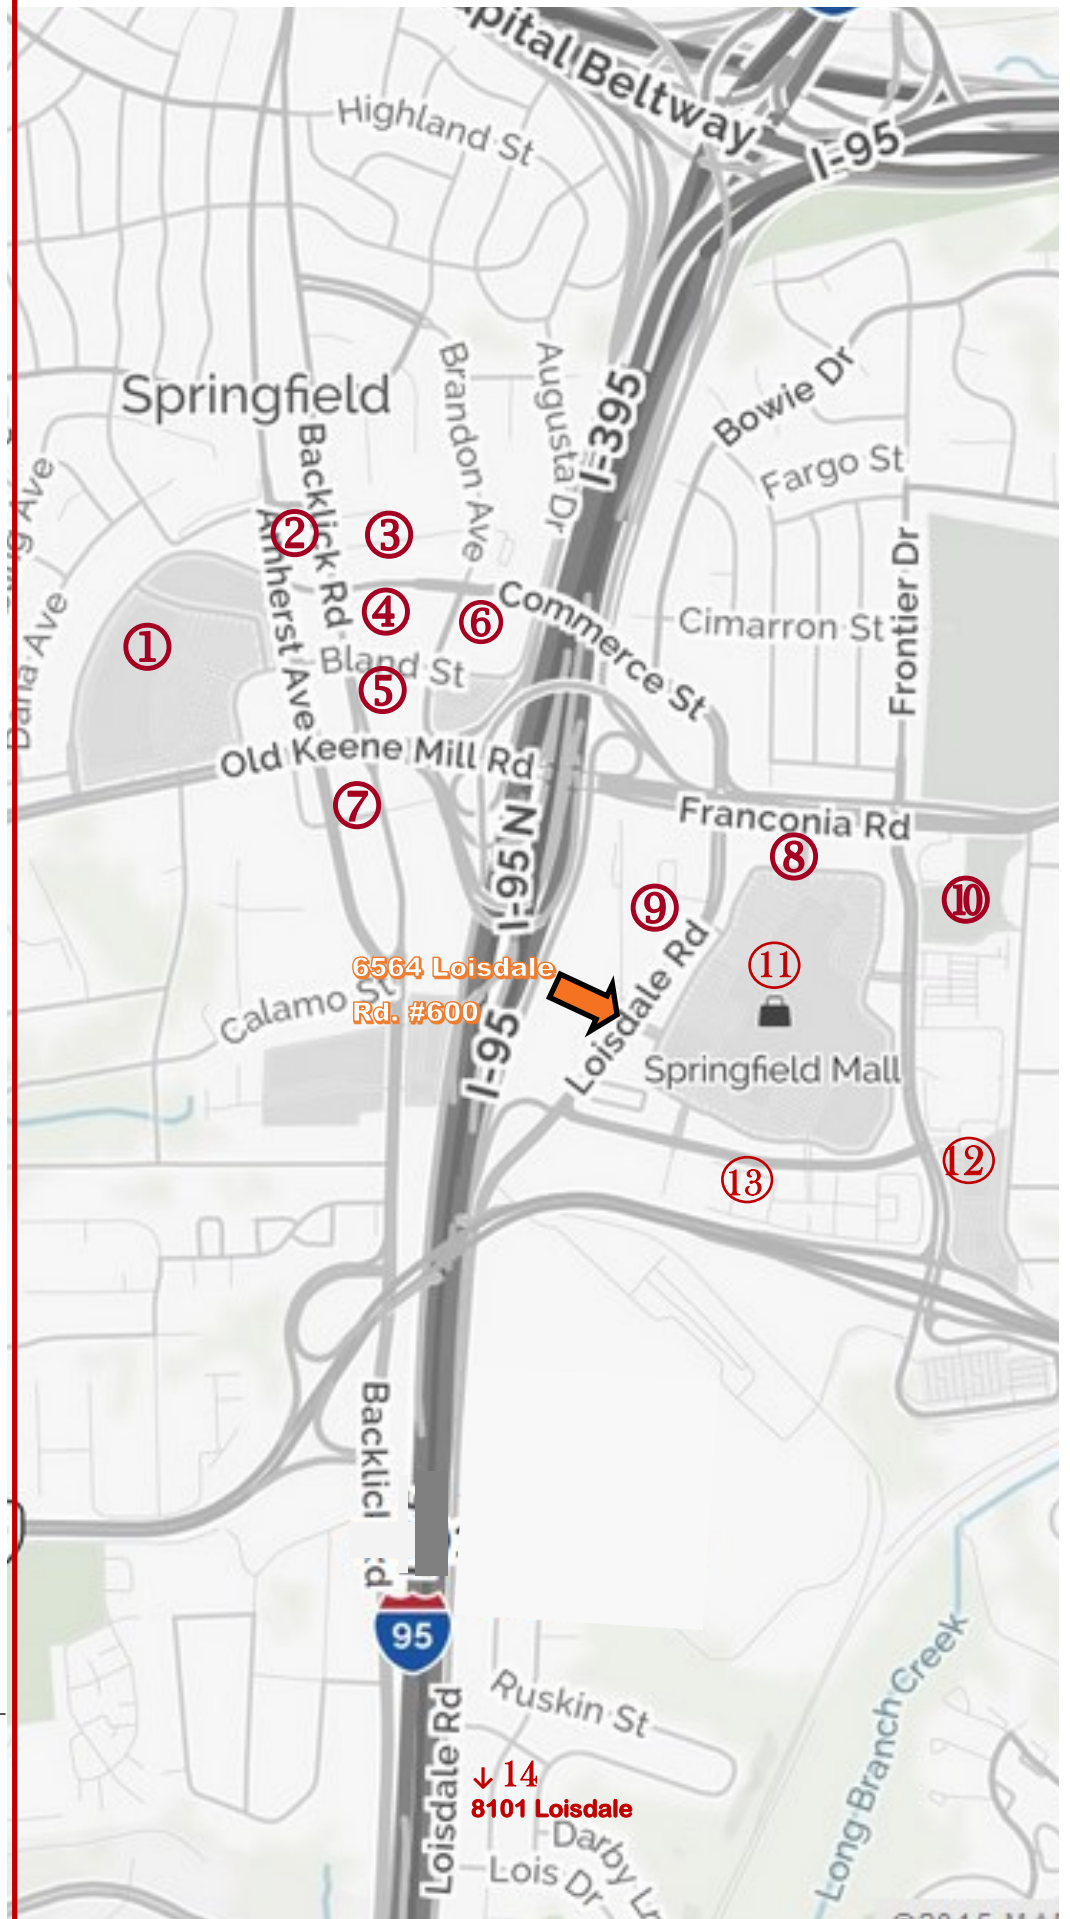 Capital Beltway
I-95
Highland St
Springfield
Brandon Ave
Augusta Dr
I-395
Bowie Dr
Fargo St
Backlick Rd
Amherst Ave
②
③
Frontier Dr
Commerce St
Cimarron St
Dana Ave
①
④
⑥
Bland St
⑤
Old Keene Mill Rd
I-95 N
⑦
Franconia Rd
⑧
⑨
⑩
6564 Loisdale
Rd. #600
⑪
Calamo St
Loisdale Rd
I-95
Springfield Mall
⑫
⑬
Backlick
95
Ruskin St
Loisdale Rd
↓ 14
8101 Loisdale
Darby Ln
Lois Dr
Long Branch Creek